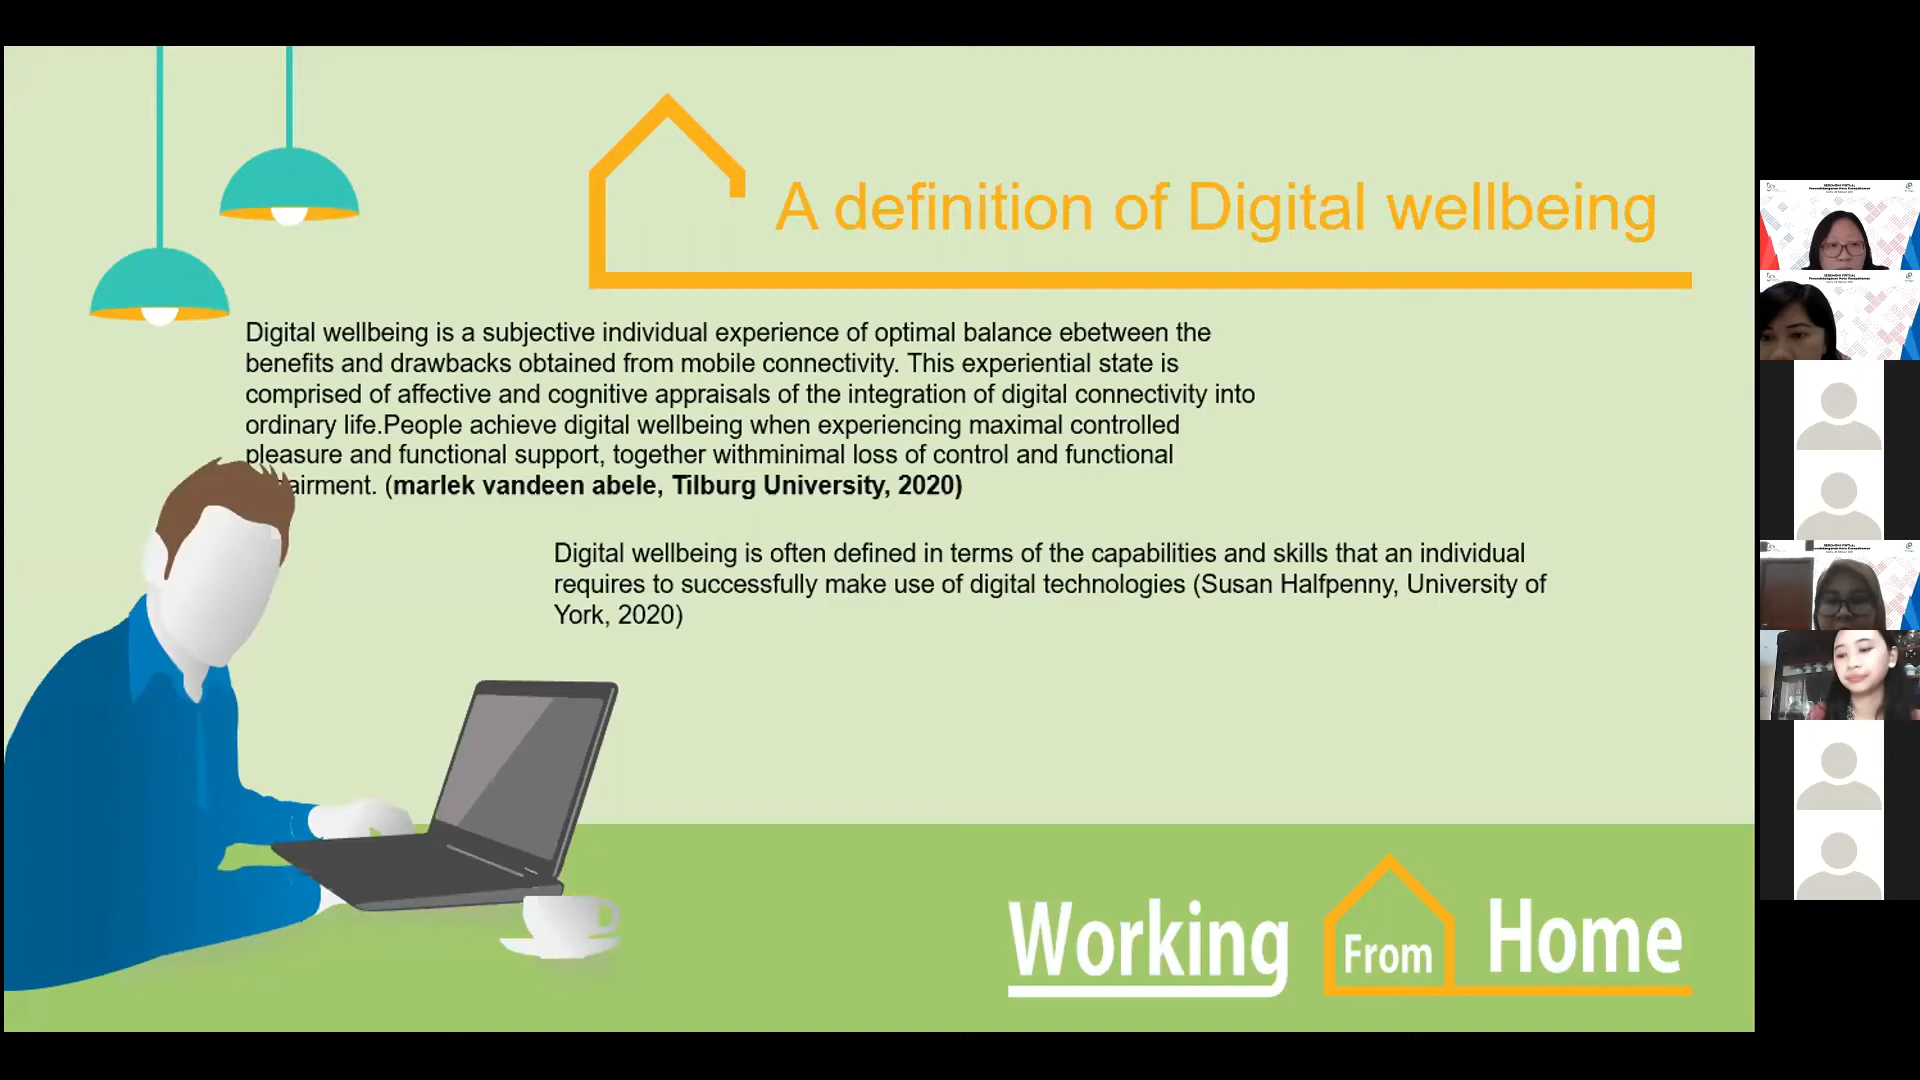 A definition of Digital wellbeing
Digital wellbeing is a subjective individual experience of optimal balance ebetween the
benefits and drawbacks obtained from mobile connectivity. This experiential state is
comprised of affective and cognitive appraisals of the integration of digital connectivity into
ordinary life.People achieve digital wellbeing when experiencing maximal controlled
pleasure and functional support, together withminimal loss of control and functional
airment. (marlek vandeen abele, Tilburg University, 2020)
Digital wellbeing is often defined in terms of the capabilities and skills that an individual
requires to successfully make use of digital technologies (Susan Halfpenny, University of
York, 2020)
Working From Home